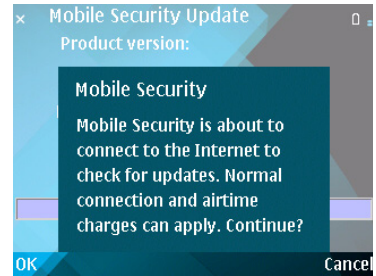 × Mobile Security Update
Product version:
Mobile Security
Mobile Security is about to
connect to the Internet to
check for updates. Normal
connection and airtime
charges can apply. Continue?
OK Cancel